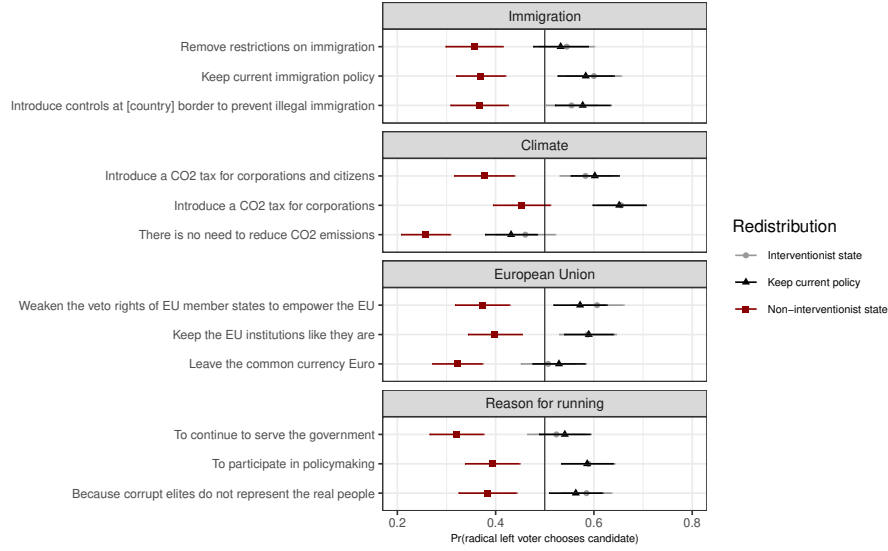 Immigration
Remove restrictions on immigration
Keep current immigration policy
Introduce controls at [country] border to prevent illegal immigration
Climate
Introduce a CO2 tax for corporations and citizens
Introduce a CO2 tax for corporations
There is no need to reduce CO2 emissions
European Union
Weaken the veto rights of EU member states to empower the EU
Keep the EU institutions like they are
Leave the common currency Euro
Reason for running
To continue to serve the government
To participate in policymaking
Because corrupt elites do not represent the real people
0.2 0.4 0.6 0.8
Pr(radical left voter chooses candidate)
Redistribution
Interventionist state
Keep current policy
Non−interventionist state